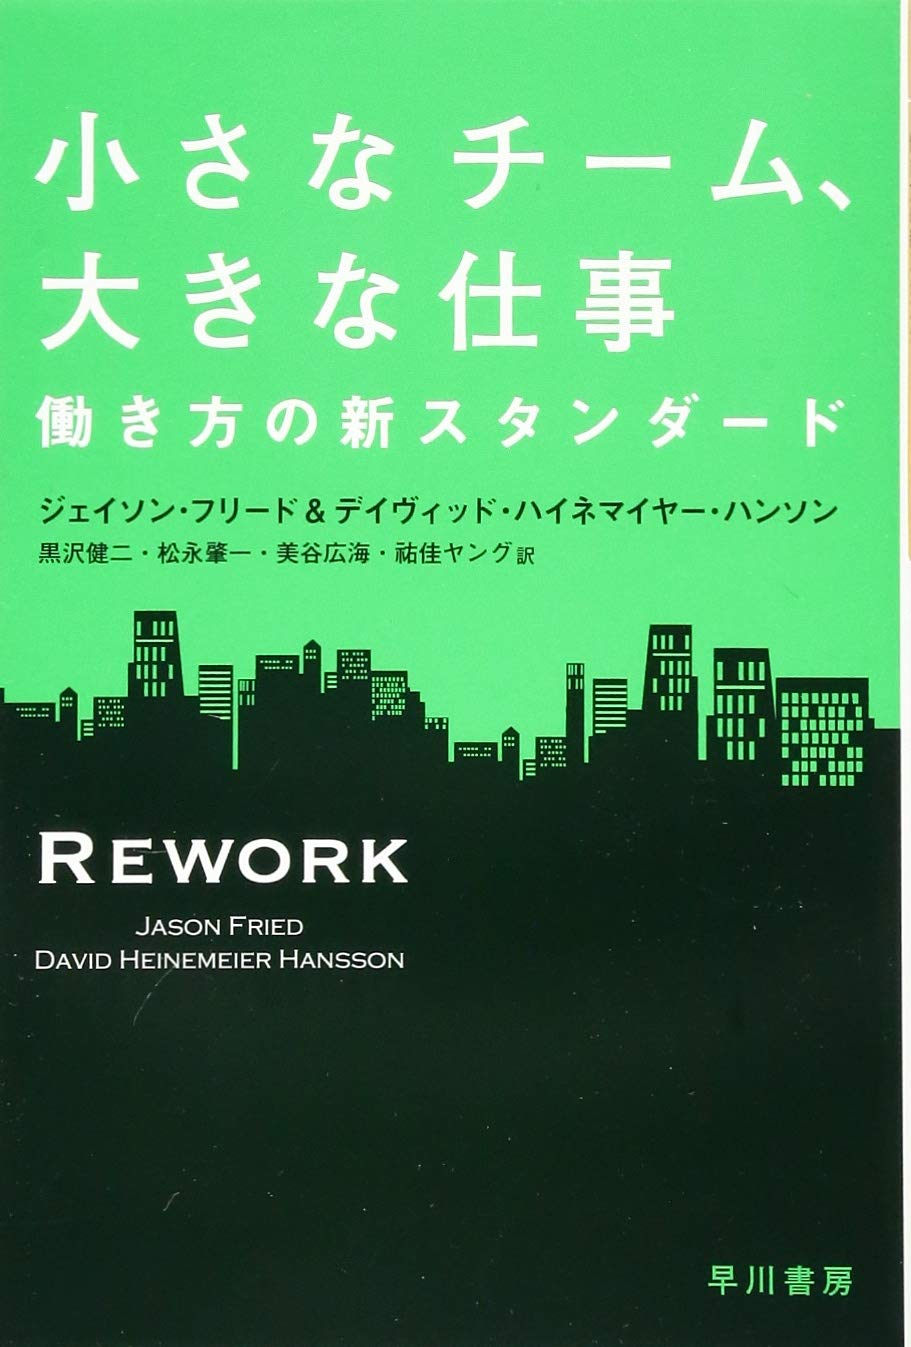 小さなチーム、
大きな仕事
働き方の新スタンダード
ジェイソン・フリード&デイヴィッド・ハイネマイヤー・ハンソン
黒沢健二・松永肇一・美谷広海・祐佳ヤング訳
REWORK
JASON FRIED
DAVID HEINEMEIER HANSSON
早川書房